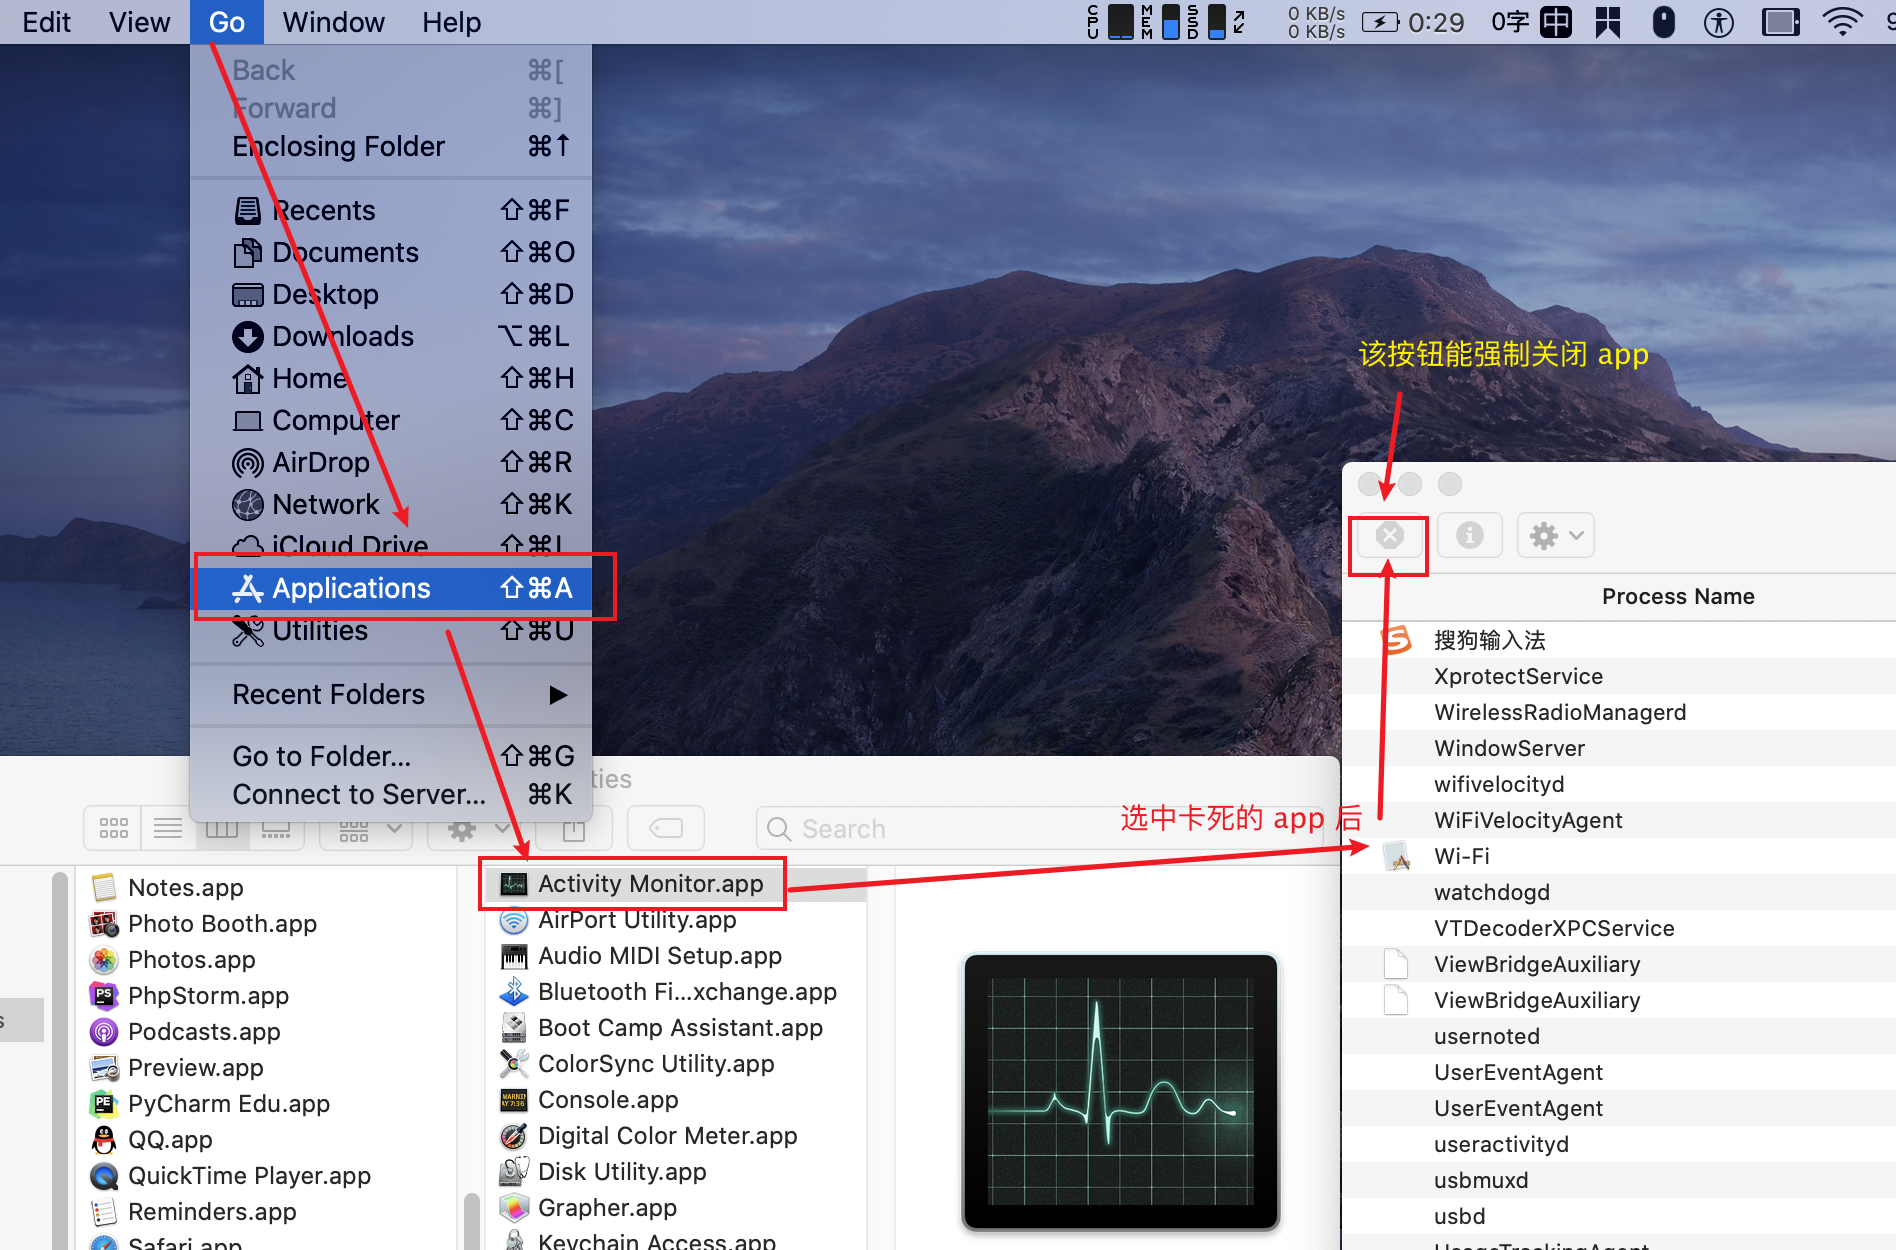 Edit View Go Window Help
CPU MEM SSD 0 KB/s 0 KB/s 0:29 0字 中
Back ⌘[
Forward ⌘]
Enclosing Folder ⌘↑
Recents ⇧⌘F
Documents ⇧⌘O
Desktop ⇧⌘D
Downloads ⌥⌘L
Home ⇧⌘H
Computer ⇧⌘C
AirDrop ⇧⌘R
Network ⇧⌘K
iCloud Drive ⇧⌘I
Applications ⇧⌘A
Utilities ⇧⌘U
Recent Folders ▶
Go to Folder... ⇧⌘G
Connect to Server... ⌘K
ties
Search
选中卡死的 app 后
该按钮能强制关闭 app
Notes.app
Photo Booth.app
Photos.app
PhpStorm.app
Podcasts.app
Preview.app
PyCharm Edu.app
QQ.app
QuickTime Player.app
Reminders.app
Safari.app
Activity Monitor.app
AirPort Utility.app
Audio MIDI Setup.app
Bluetooth Fi...xchange.app
Boot Camp Assistant.app
ColorSync Utility.app
Console.app
Digital Color Meter.app
Disk Utility.app
Grapher.app
Keychain Access.app
Process Name
搜狗输入法
XprotectService
WirelessRadioManagerd
WindowServer
wifivelocityd
WiFiVelocityAgent
Wi-Fi
watchdogd
VTDecoderXPCService
ViewBridgeAuxiliary
ViewBridgeAuxiliary
usernoted
UserEventAgent
UserEventAgent
useractivityd
usbmuxd
usbd
UsageTrackingAgent